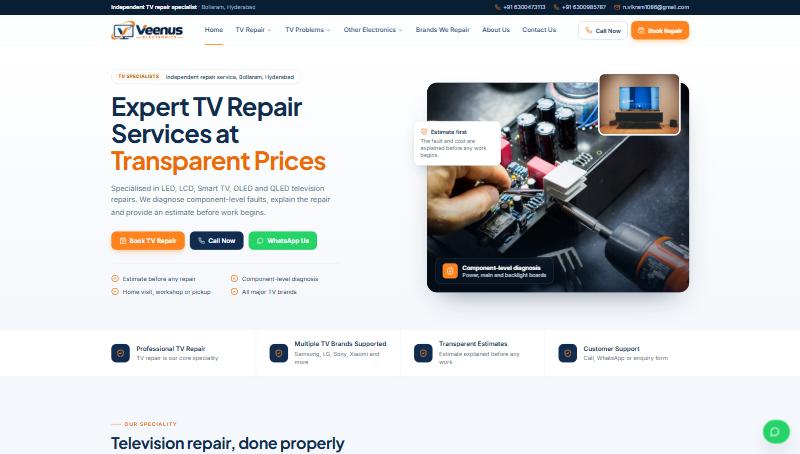 Independent TV repair specialist · Bollaram, Hyderabad
+91 6300473113 +91 6300985787 n.vikram1086@gmail.com
Veenus
ELECTRONICS
Home TV Repair TV Problems Other Electronics Brands We Repair About Us Contact Us Call Now Book Repair
TV SPECIALISTS Independent repair service, Bollaram, Hyderabad
Expert TV Repair
Services at
Transparent Prices
Specialised in LED, LCD, Smart TV, OLED and QLED television
repairs. We diagnose component-level faults, explain the repair
and provide an estimate before work begins.
Book TV Repair Call Now WhatsApp Us
Estimate before any repair Component-level diagnosis
Home visit, workshop or pickup All major TV brands
Estimate first
The fault and cost are
explained before any work
begins.
Component-level diagnosis
Power, main and backlight boards
Professional TV Repair
TV repair is our core speciality
Multiple TV Brands Supported
Samsung, LG, Sony, Xiaomi and
more
Transparent Estimates
Estimate explained before any
work
Customer Support
Call, WhatsApp or enquiry form
OUR SPECIALITY
Television repair, done properly